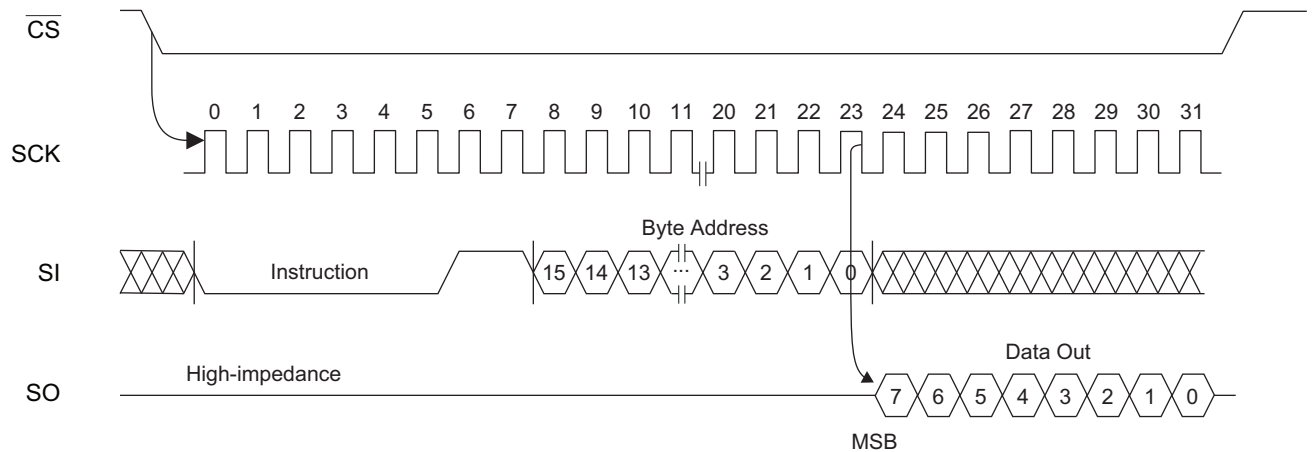 CS
0 1 2 3 4 5 6 7 8 9 10 11 20 21 22 23 24 25 26 27 28 29 30 31
SCK
Byte Address
SI Instruction 15 14 13 ... 3 2 1 0
Data Out
High-impedance
SO 7 6 5 4 3 2 1 0
MSB